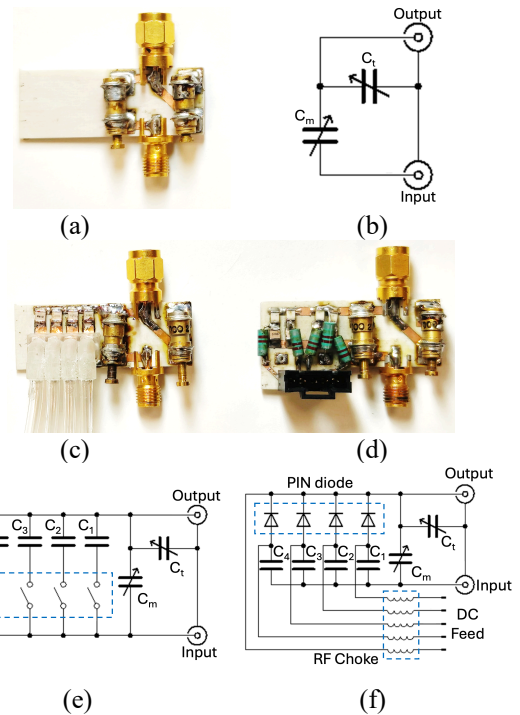 Output
Cₜ
Cₘ
Input
(a)
(b)
(c)
(d)
Output
C₃
C₂
C₁
Cₜ
Cₘ
Input
(e)
PIN diode
Output
C₄
C₃
C₂
C₁
Cₜ
Cₘ
Input
DC
Feed
RF Choke
(f)